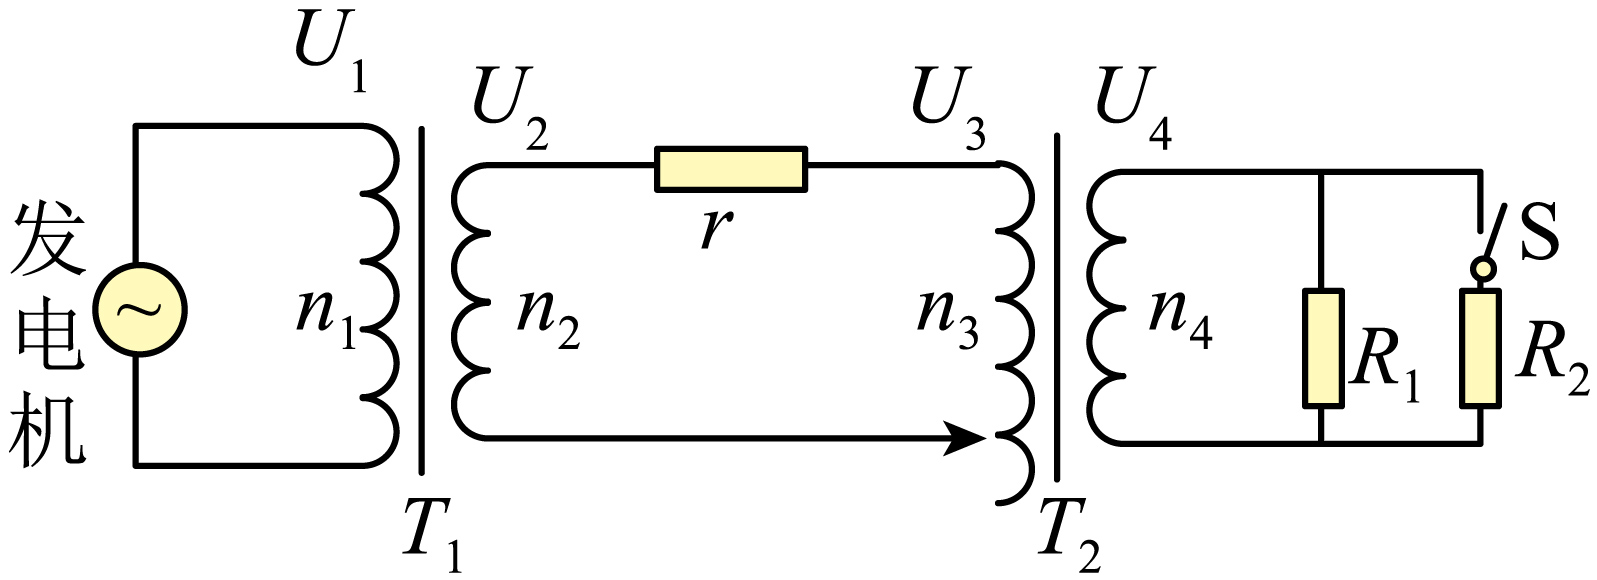 U₁
U₂
U₃
U₄
发电机
~
n₁
n₂
r
n₃
n₄
S
R₁
R₂
T₁
T₂